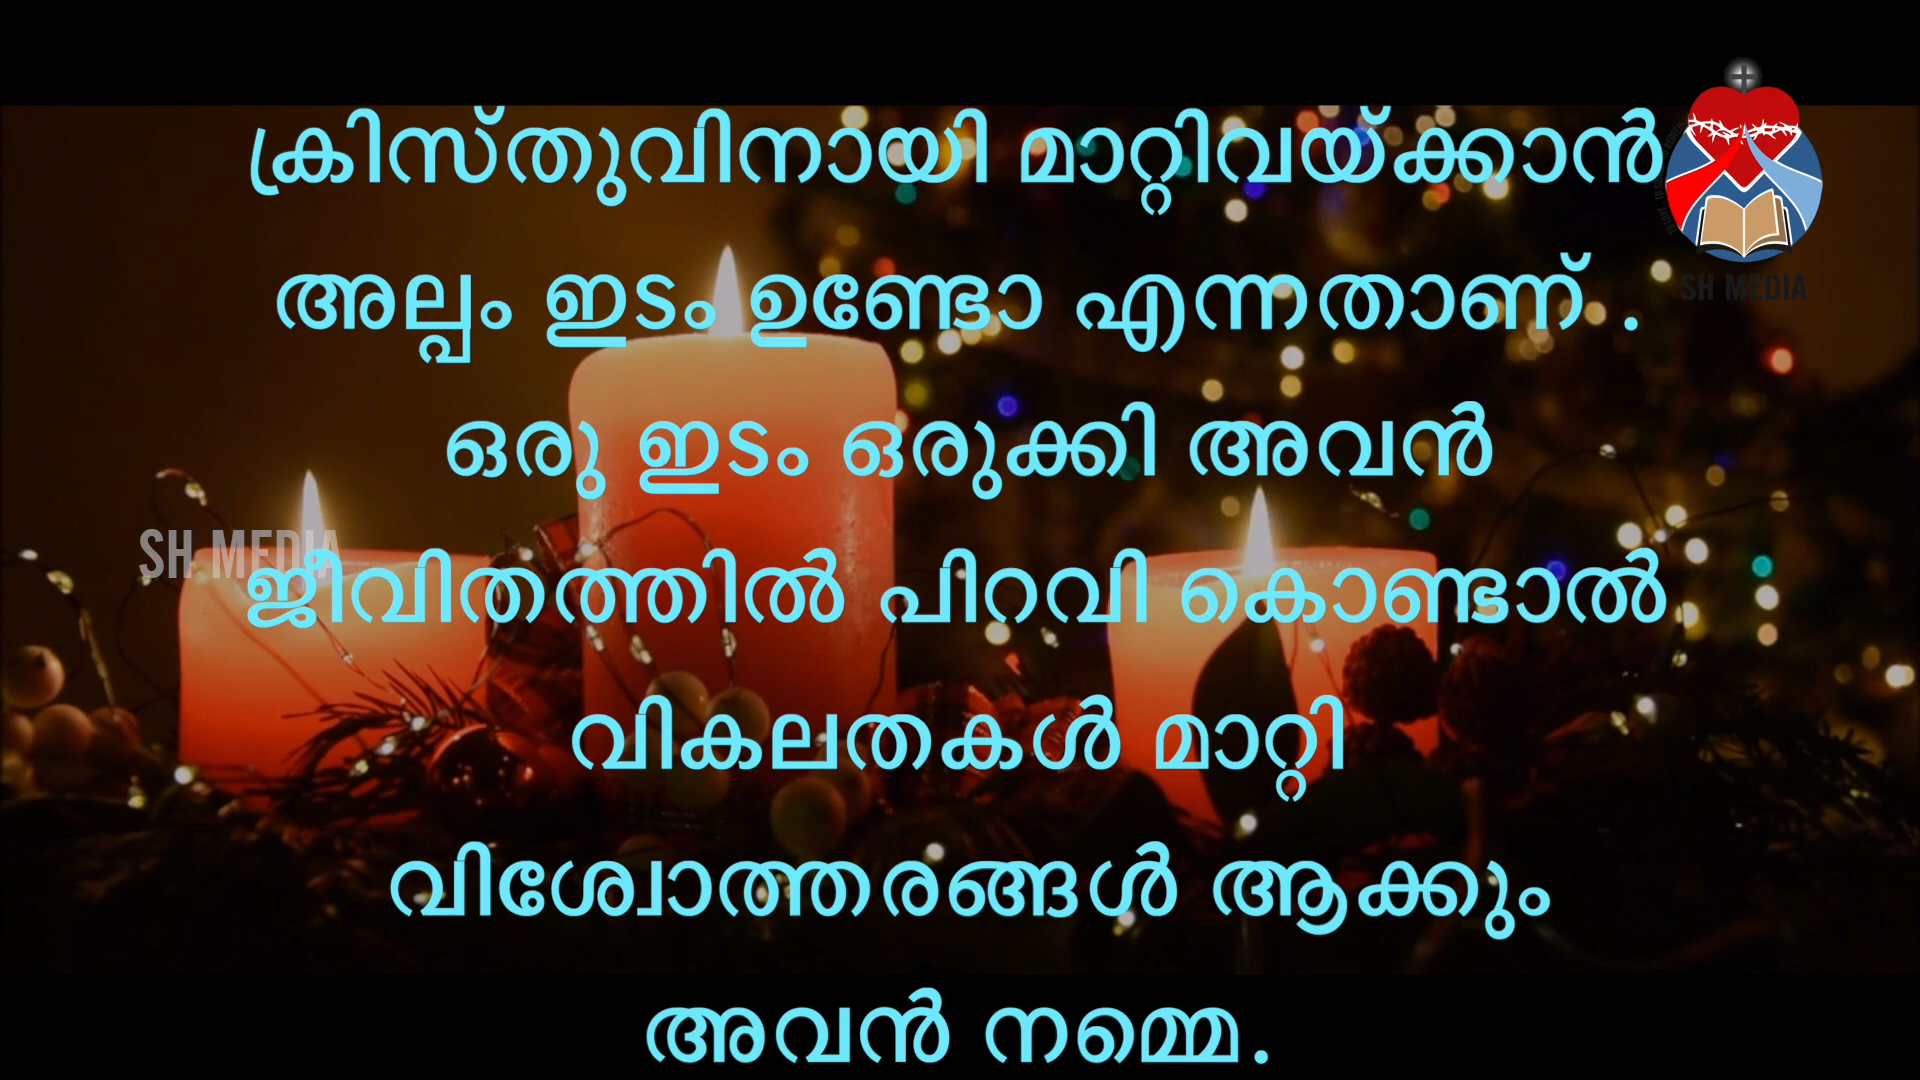 ക്രിസ്തുവിനായി മാറ്റിവയ്ക്കാൻ
അല്പം ഇടം ഉണ്ടോ എന്നതാണ് .
ഒരു ഇടം ഒരുക്കി അവൻ
ജീവിതത്തിൽ പിറവി കൊണ്ടാൽ
വികലതകൾ മാറ്റി
വിശ്വോത്തരങ്ങൾ ആക്കും
അവൻ നമ്മെ.
SH MEDIA
SH MEDIA